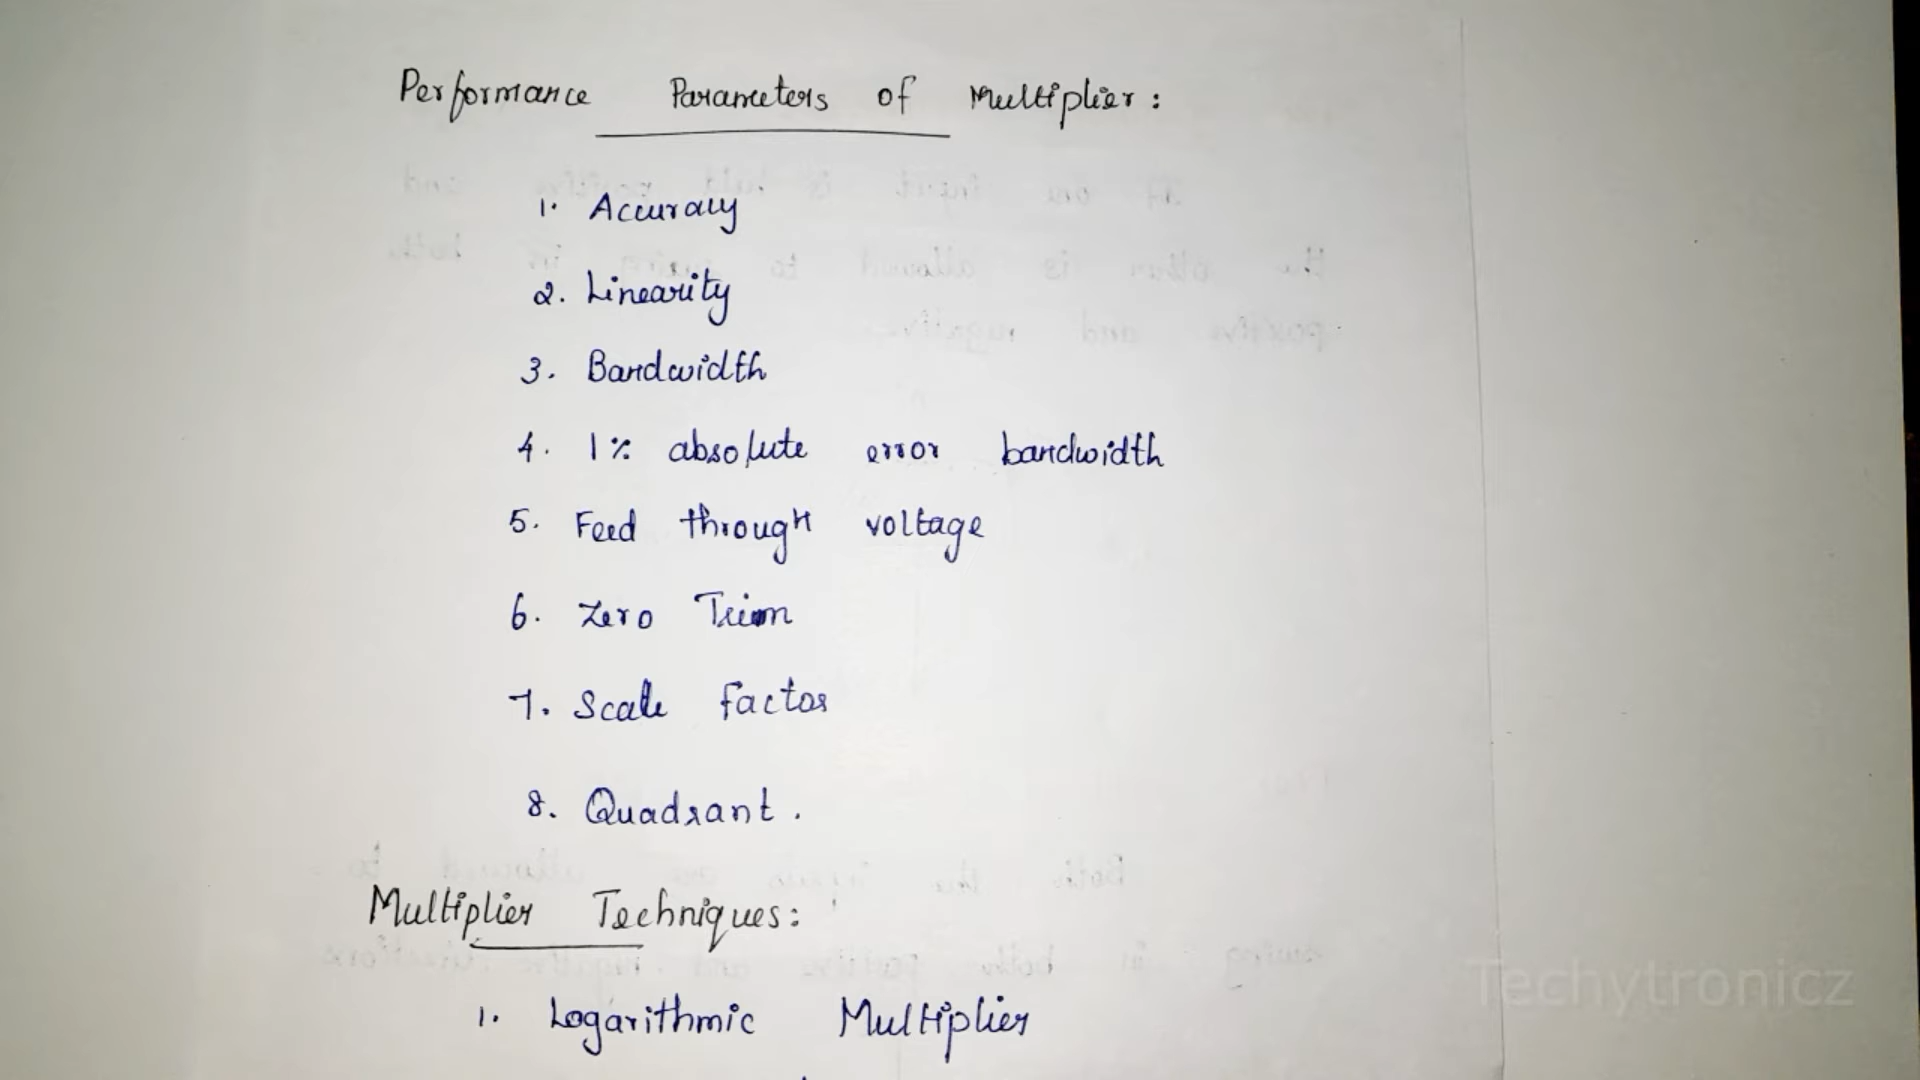 Performance Parameters of Multiplier:
1. Accuracy
2. Linearity
3. Bandwidth
4. 1% absolute error bandwidth
5. Feed through voltage
6. Zero Trim
7. Scale factor
8. Quadrant.
Multiplier Techniques:
1. Logarithmic Multiplier
Techytronicz